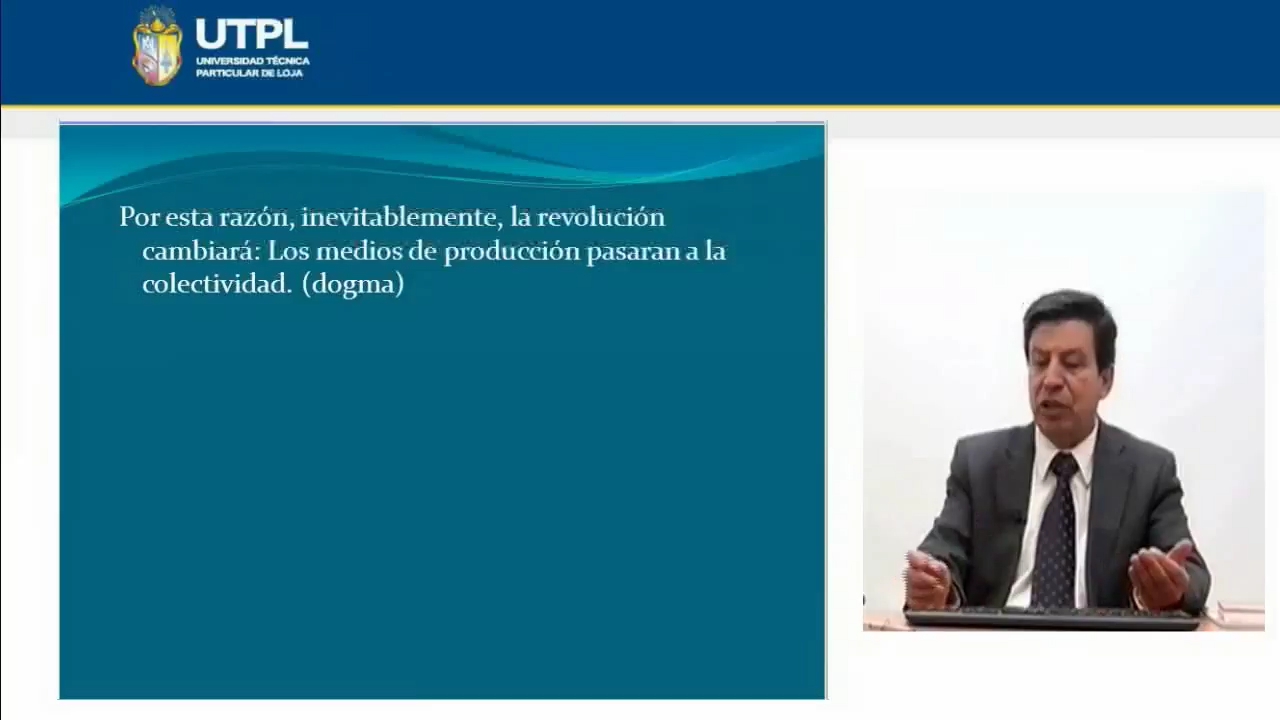 UTPL
UNIVERSIDAD TÉCNICA
PARTICULAR DE LOJA
Por esta razón, inevitablemente, la revolución
cambiará: Los medios de producción pasaran a la
colectividad. (dogma)